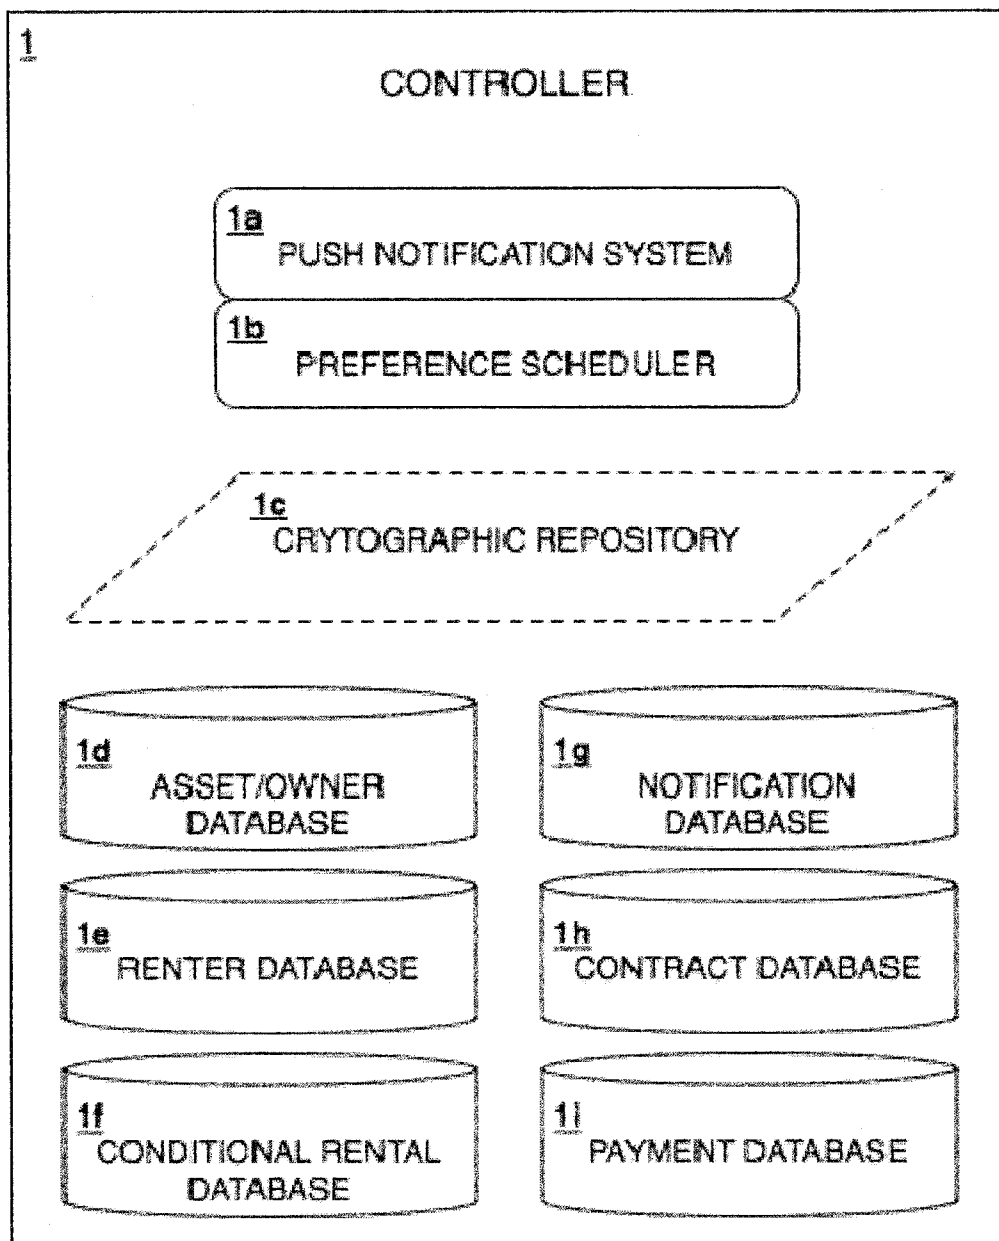 1
CONTROLLER
1a
PUSH NOTIFICATION SYSTEM
1b
PREFERENCE SCHEDULER
1c
CRYTOGRAPHIC REPOSITORY
1d
ASSET/OWNER
DATABASE
1g
NOTIFICATION
DATABASE
1e
RENTER DATABASE
1h
CONTRACT DATABASE
1f
CONDITIONAL RENTAL
DATABASE
1i
PAYMENT DATABASE